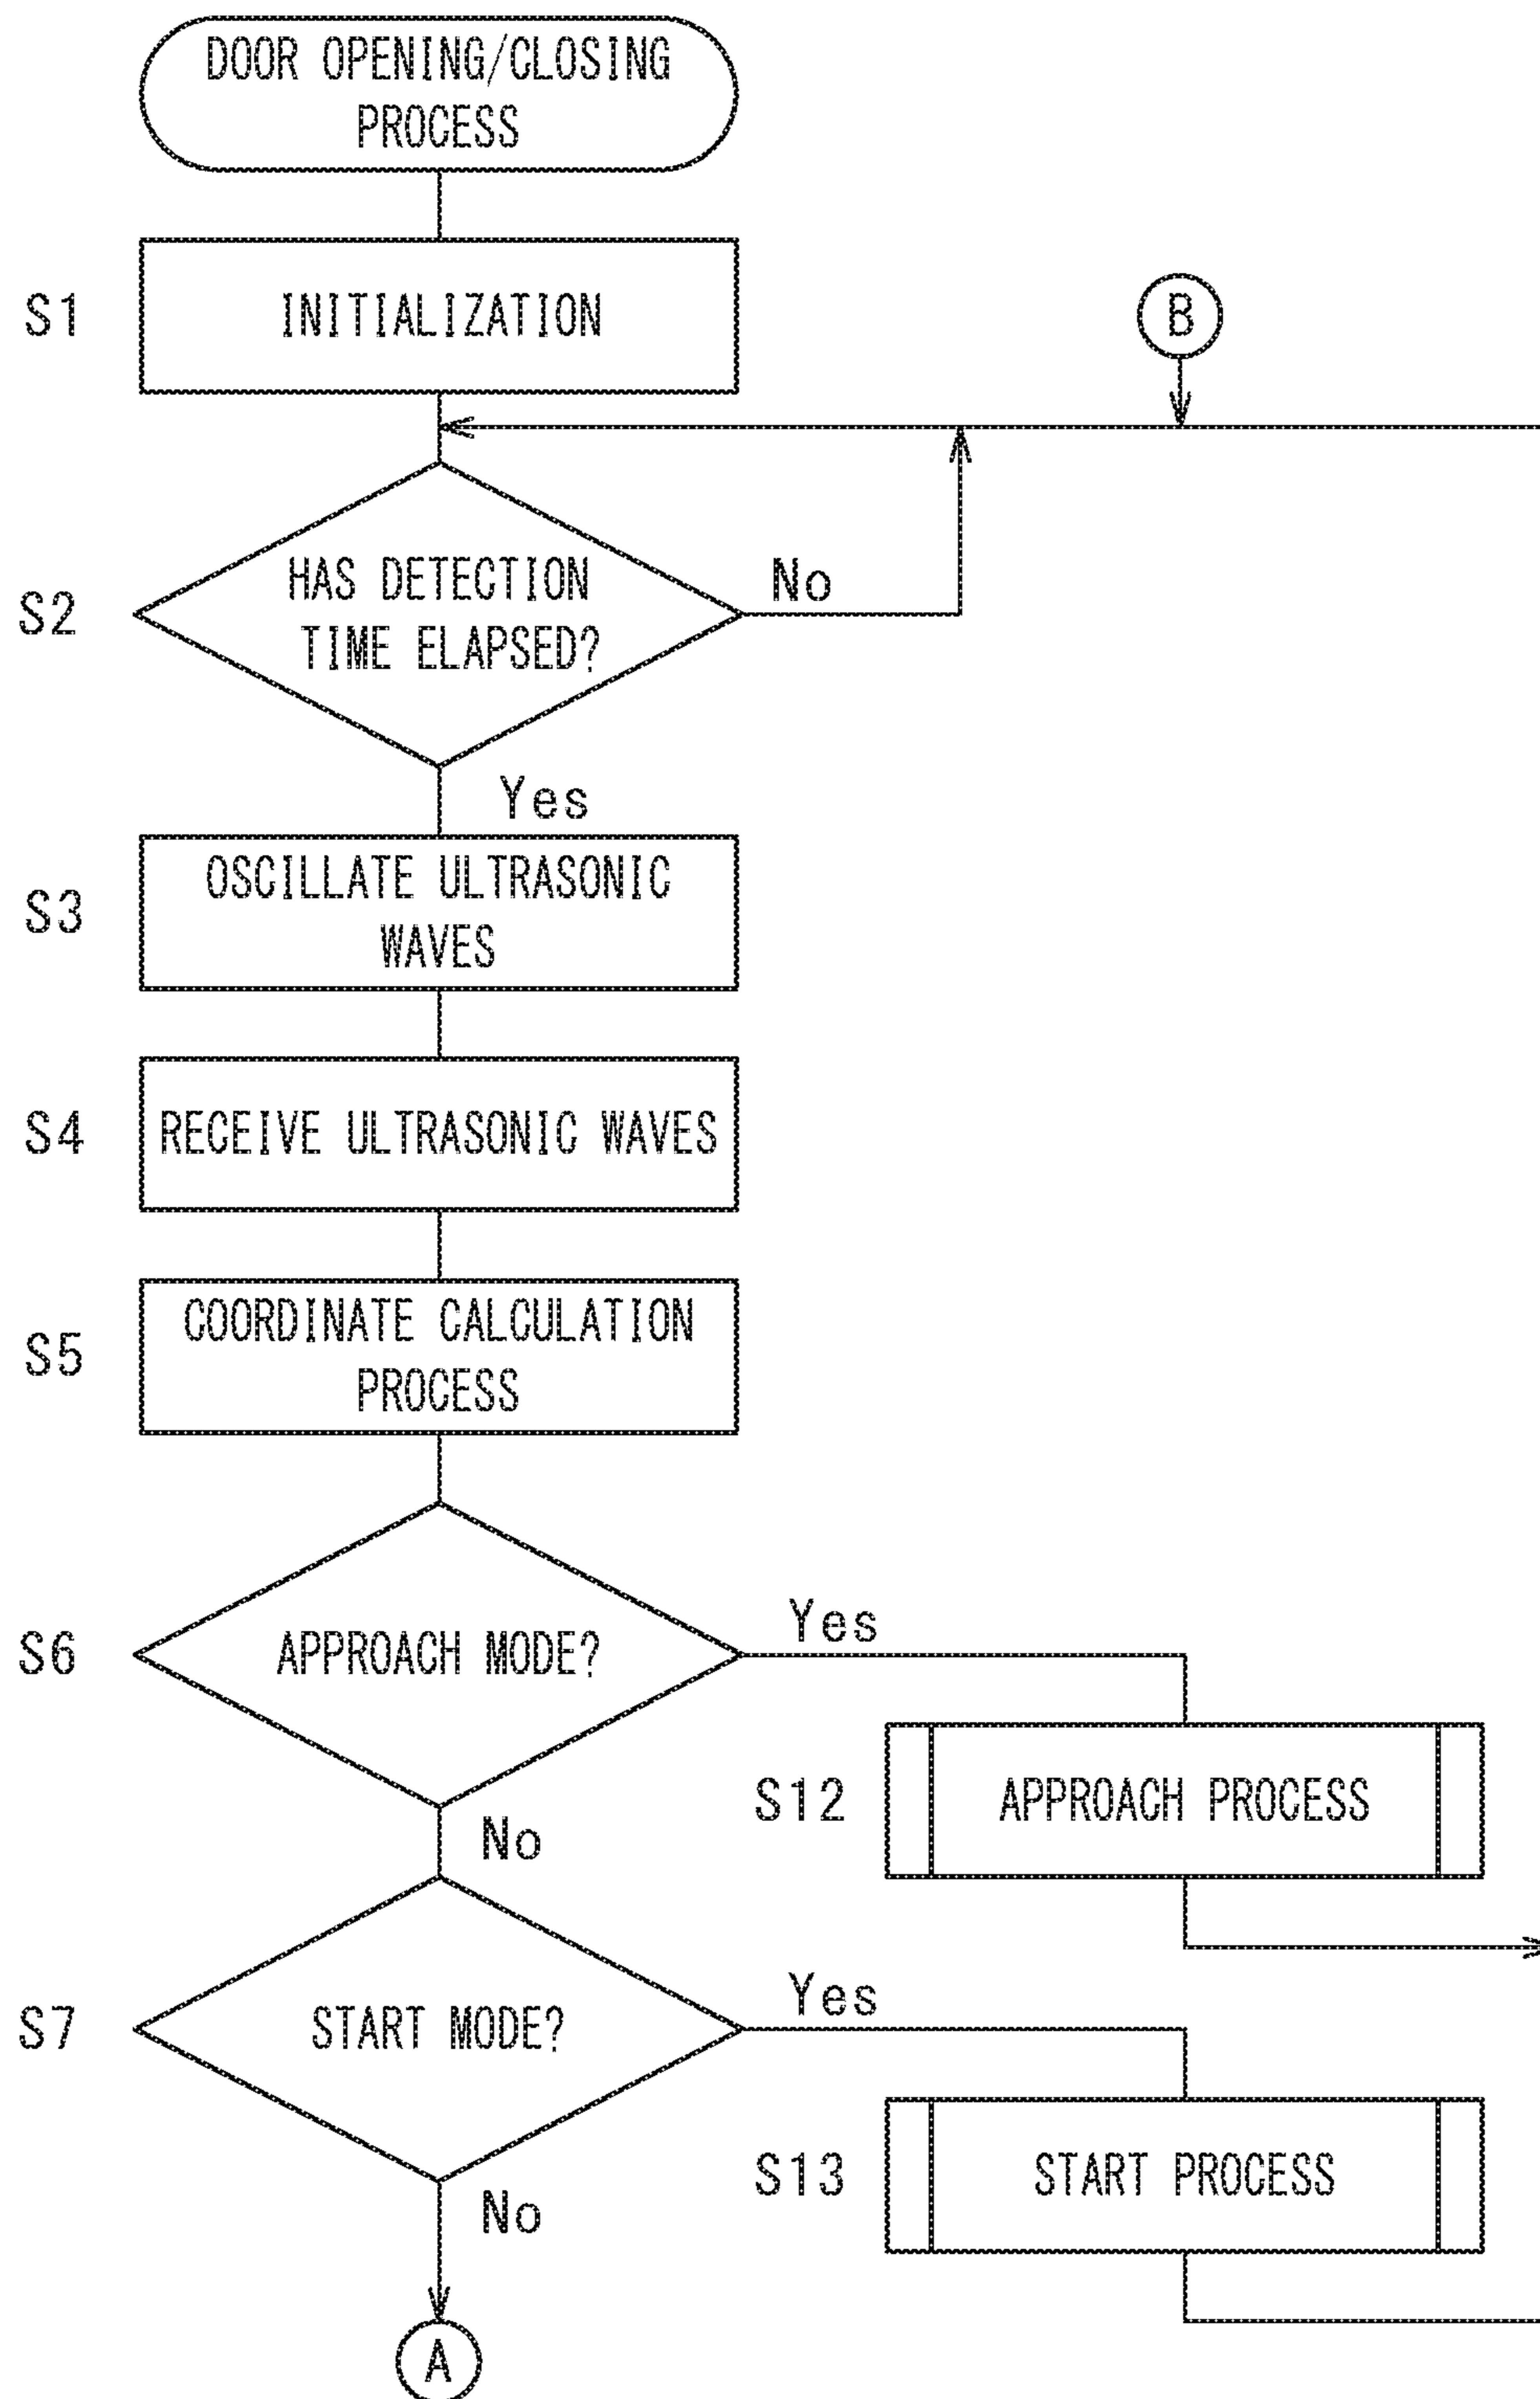 DOOR OPENING/CLOSING
PROCESS
S1
INITIALIZATION
B
S2
HAS DETECTION
TIME ELAPSED?
No
Yes
S3
OSCILLATE ULTRASONIC
WAVES
S4
RECEIVE ULTRASONIC WAVES
S5
COORDINATE CALCULATION
PROCESS
S6
APPROACH MODE?
Yes
S12
APPROACH PROCESS
No
S7
START MODE?
Yes
S13
START PROCESS
No
A